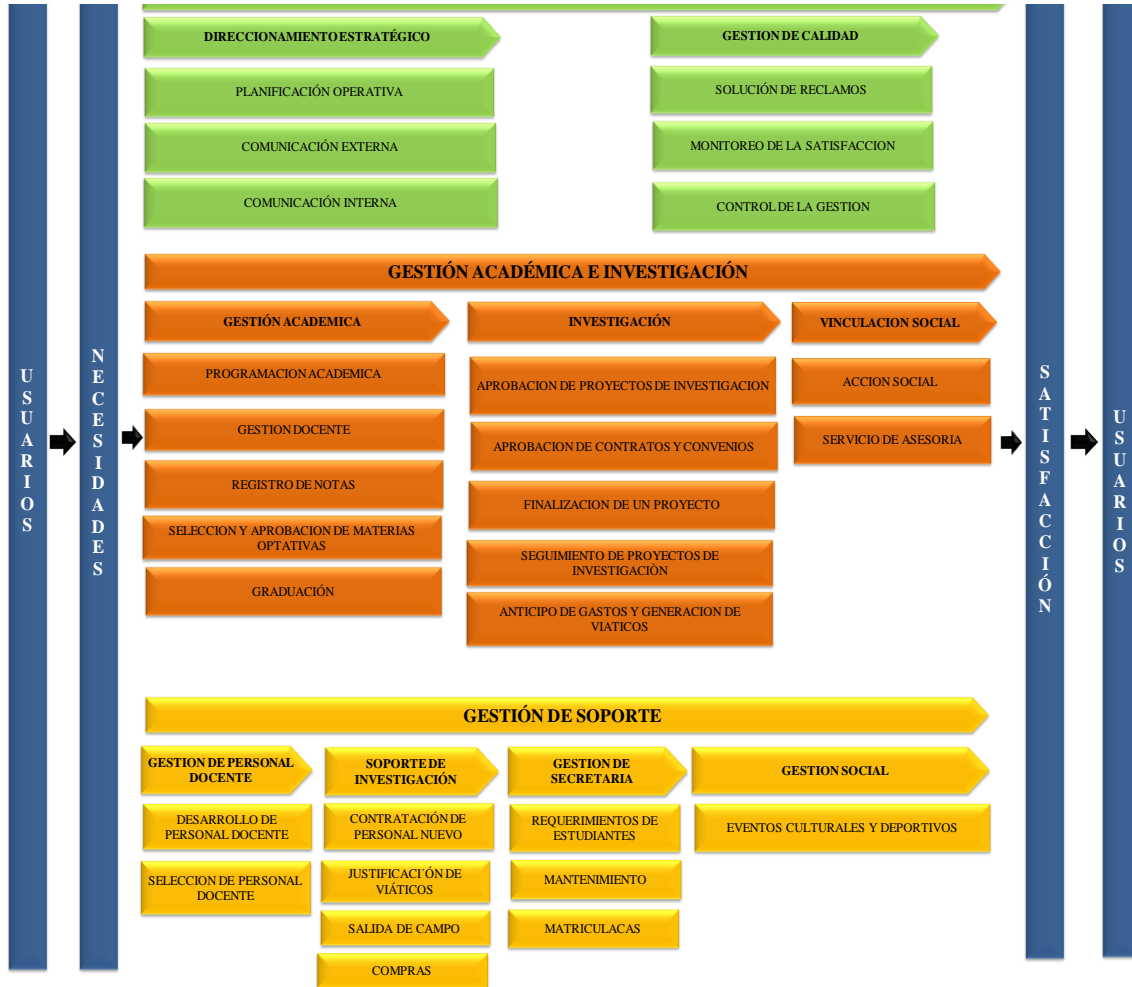 DIRECCIONAMIENTO ESTRATÉGICO
PLANIFICACIÓN OPERATIVA
COMUNICACIÓN EXTERNA
COMUNICACIÓN INTERNA
GESTION DE CALIDAD
SOLUCIÓN DE RECLAMOS
MONITOREO DE LA SATISFACCION
CONTROL DE LA GESTION
USUARIOS
NECESIDADES
GESTIÓN ACADÉMICA E INVESTIGACIÓN
GESTIÓN ACADEMICA
PROGRAMACION ACADEMICA
GESTION DOCENTE
REGISTRO DE NOTAS
SELECCION Y APROBACION DE MATERIAS
OPTATIVAS
GRADUACIÓN
INVESTIGACIÓN
APROBACION DE PROYECTOS DE INVESTIGACION
APROBACION DE CONTRATOS Y CONVENIOS
FINALIZACION DE UN PROYECTO
SEGUIMIENTO DE PROYECTOS DE
INVESTIGACIÒN
ANTICIPO DE GASTOS Y GENERACION DE
VIATICOS
VINCULACION SOCIAL
ACCION SOCIAL
SERVICIO DE ASESORIA
SATISFACCIÓN
USUARIOS
GESTIÓN DE SOPORTE
GESTION DE PERSONAL
DOCENTE
DESARROLLO DE
PERSONAL DOCENTE
SELECCION DE PERSONAL
DOCENTE
SOPORTE DE
INVESTIGACIÓN
CONTRATACIÓN DE
PERSONAL NUEVO
JUSTIFICACI´ÓN DE
VIÁTICOS
SALIDA DE CAMPO
COMPRAS
GESTION DE
SECRETARIA
REQUERIMIENTOS DE
ESTUDIANTES
MANTENIMIENTO
MATRICULACAS
GESTION SOCIAL
EVENTOS CULTURALES Y DEPORTIVOS